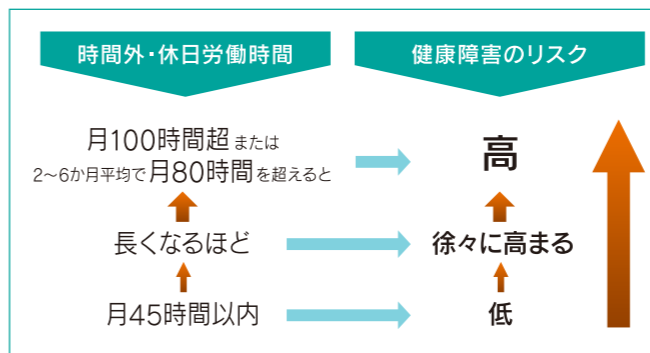 時間外・休日労働時間
健康障害のリスク
月100時間超または
2〜6か月平均で月80時間を超えると
高
長くなるほど
徐々に高まる
月45時間以内
低